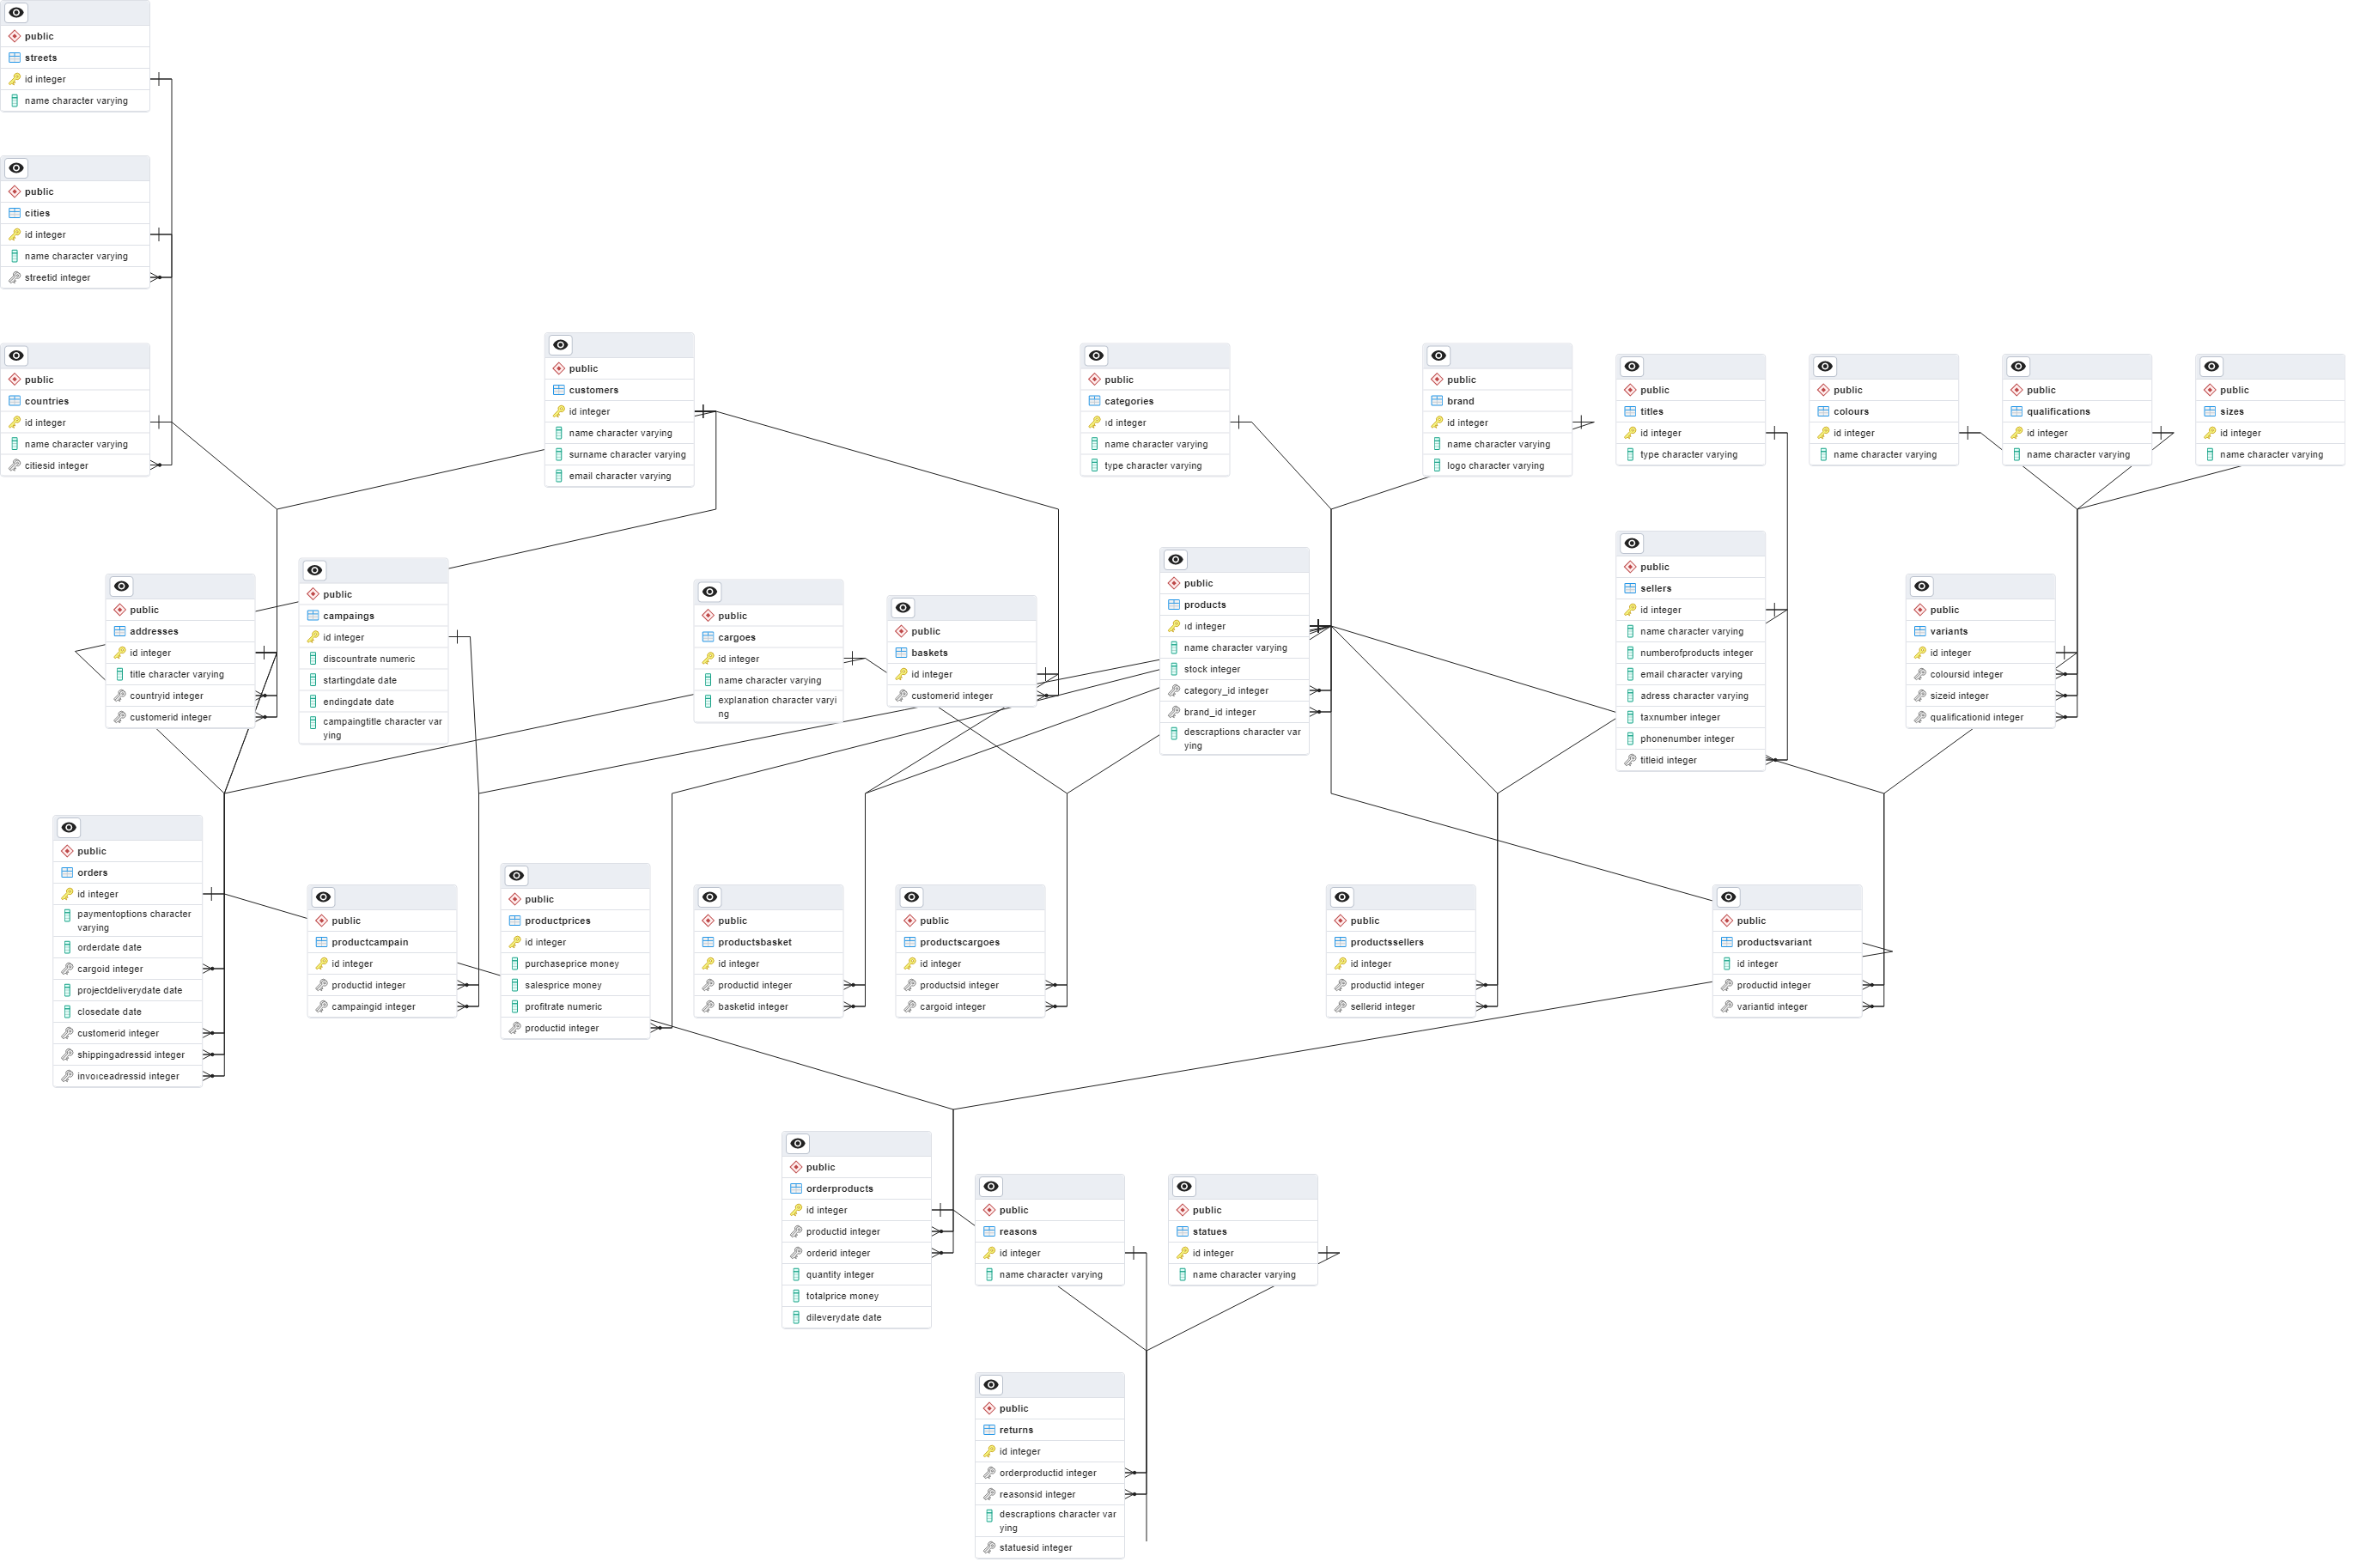 public
streets
id integer
name character varying
public
cities
id integer
name character varying
streetid integer
public
countries
id integer
name character varying
citiesid integer
public
customers
id integer
name character varying
surname character varying
email character varying
public
categories
id integer
name character varying
type character varying
public
brand
id integer
name character varying
logo character varying
public
titles
id integer
type character varying
public
colours
id integer
name character varying
public
qualifications
id integer
name character varying
public
sizes
id integer
name character varying
public
addresses
id integer
title character varying
countryid integer
customerid integer
public
campaings
id integer
discountrate numeric
startingdate date
endingdate date
campaingtitle character var
ying
public
cargoes
id integer
name character varying
explanation character varyi
ng
public
baskets
id integer
customerid integer
public
products
id integer
name character varying
stock integer
category_id integer
brand_id integer
descraptions character var
ying
public
sellers
id integer
name character varying
numberofproducts integer
email character varying
adress character varying
taxnumber integer
phonenumber integer
titleid integer
public
variants
id integer
coloursid integer
sizeid integer
qualificationid integer
public
orders
id integer
paymentoptions character
varying
orderdate date
cargoid integer
projectdeliverydate date
closedate date
customerid integer
shippingadressid integer
invoiceadressid integer
public
productcampain
id integer
productid integer
campaingid integer
public
productprices
id integer
purchaseprice money
salesprice money
profitrate numeric
productid integer
public
productsbasket
id integer
productid integer
basketid integer
public
productscargoes
id integer
productsid integer
cargoid integer
public
productssellers
id integer
productid integer
sellerid integer
public
productsvariant
id integer
productid integer
variantid integer
public
orderproducts
id integer
productid integer
orderid integer
quantity integer
totalprice money
dileverydate date
public
reasons
id integer
name character varying
public
statues
id integer
name character varying
public
returns
id integer
orderproductid integer
reasonsid integer
descraptions character var
ying
statuesid integer